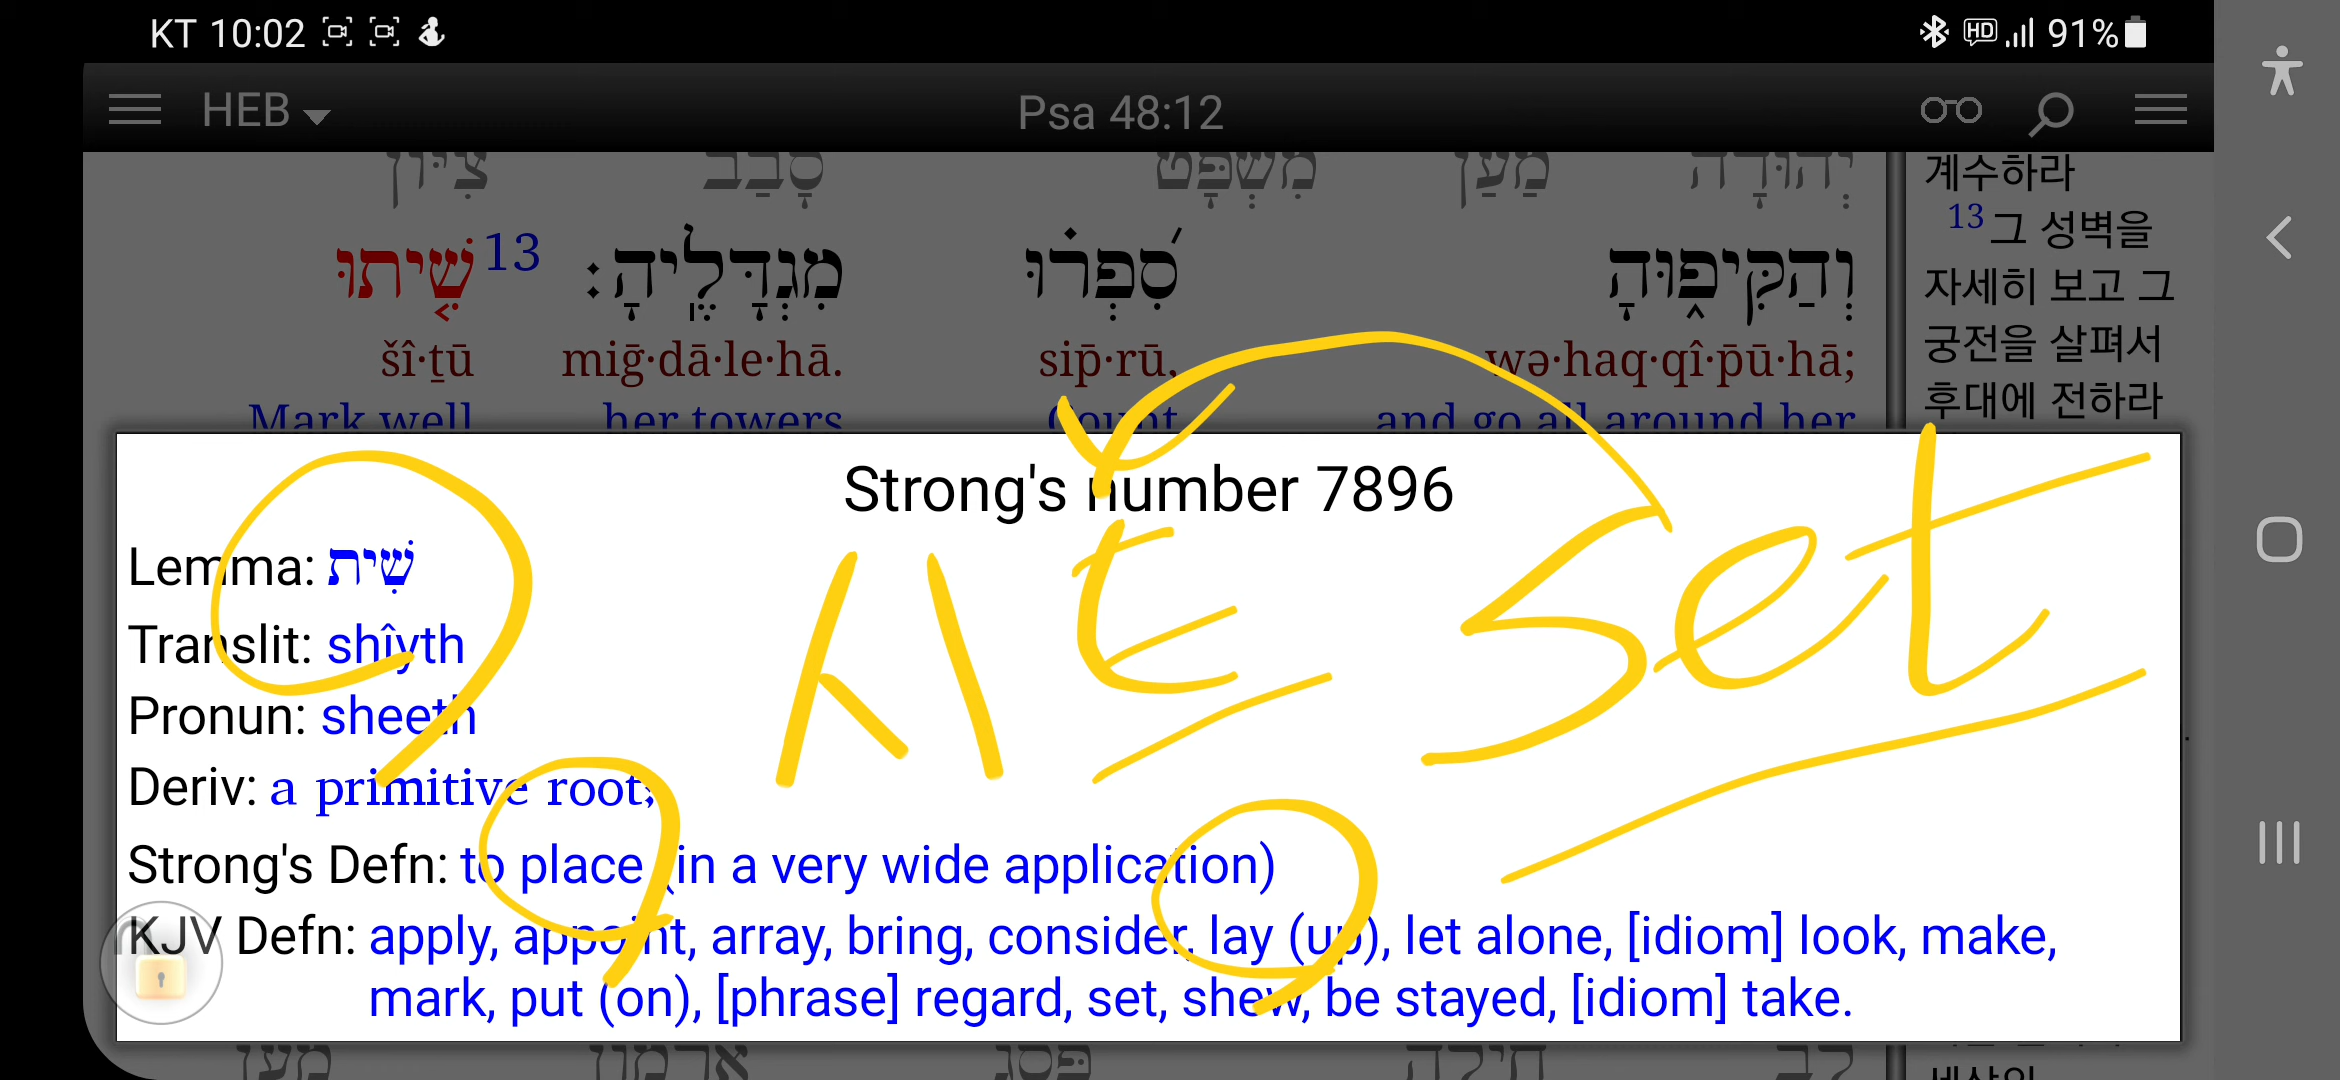 KT 10:02 HD 91%
HEB Psa 48:12
יְהוּדָה מַעַן מִשְׁפָּט סָבַב צִיּוֹן
וְהַקִּיפ֑וּהָ סִ֝פְר֗וּ מִגְדָּלֶֽיהָ׃ 13 שִׁ֤יתוּ
šî·ṯū miḡ·dā·le·hā. sip̄·rū, wə·haq·qî·p̄ū·hā;
Mark well her towers Count and go all around her
계수하라
13 그 성벽을
자세히 보고 그
궁전을 살펴서
후대에 전하라
Strong's number 7896
Lemma: שִׁית
Translit: shîyth
Pronun: sheeth
Deriv: a primitive root;
Strong's Defn: to place (in a very wide application)
KJV Defn: apply, appoint, array, bring, consider, lay (up), let alone, [idiom] look, make,
mark, put (on), [phrase] regard, set, shew, be stayed, [idiom] take.
시E set